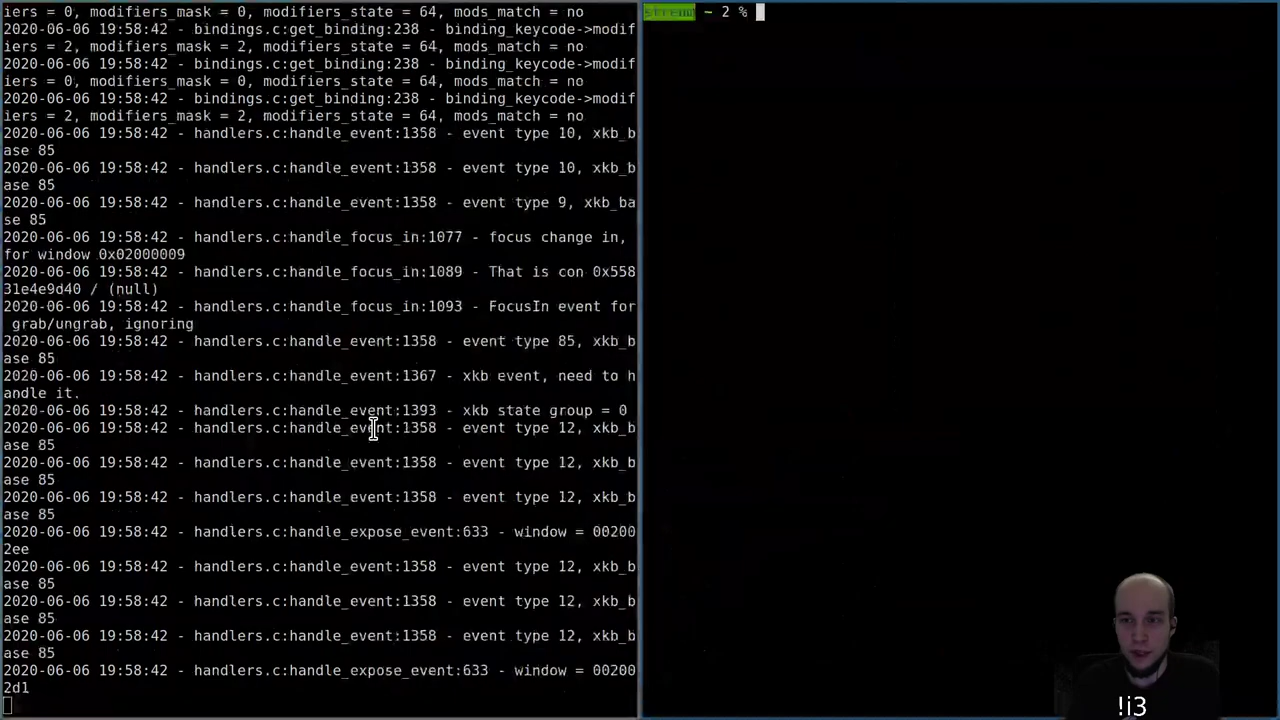 iers = 0, modifiers_mask = 0, modifiers_state = 64, mods_match = no
2020-06-06 19:58:42 - bindings.c:get_binding:238 - binding_keycode->modif
iers = 2, modifiers_mask = 2, modifiers_state = 64, mods_match = no
2020-06-06 19:58:42 - bindings.c:get_binding:238 - binding_keycode->modif
iers = 0, modifiers_mask = 0, modifiers_state = 64, mods_match = no
2020-06-06 19:58:42 - bindings.c:get_binding:238 - binding_keycode->modif
iers = 2, modifiers_mask = 2, modifiers_state = 64, mods_match = no
2020-06-06 19:58:42 - handlers.c:handle_event:1358 - event type 10, xkb_b
ase 85
2020-06-06 19:58:42 - handlers.c:handle_event:1358 - event type 10, xkb_b
ase 85
2020-06-06 19:58:42 - handlers.c:handle_event:1358 - event type 9, xkb_ba
se 85
2020-06-06 19:58:42 - handlers.c:handle_focus_in:1077 - focus change in,
for window 0x02000009
2020-06-06 19:58:42 - handlers.c:handle_focus_in:1089 - That is con 0x558
31e4e9d40 / (null)
2020-06-06 19:58:42 - handlers.c:handle_focus_in:1093 - FocusIn event for
grab/ungrab, ignoring
2020-06-06 19:58:42 - handlers.c:handle_event:1358 - event type 85, xkb_b
ase 85
2020-06-06 19:58:42 - handlers.c:handle_event:1367 - xkb event, need to h
andle it.
2020-06-06 19:58:42 - handlers.c:handle_event:1393 - xkb state group = 0
2020-06-06 19:58:42 - handlers.c:handle_event:1358 - event type 12, xkb_b
ase 85
2020-06-06 19:58:42 - handlers.c:handle_event:1358 - event type 12, xkb_b
ase 85
2020-06-06 19:58:42 - handlers.c:handle_event:1358 - event type 12, xkb_b
ase 85
2020-06-06 19:58:42 - handlers.c:handle_expose_event:633 - window = 00200
2ee
2020-06-06 19:58:42 - handlers.c:handle_event:1358 - event type 12, xkb_b
ase 85
2020-06-06 19:58:42 - handlers.c:handle_event:1358 - event type 12, xkb_b
ase 85
2020-06-06 19:58:42 - handlers.c:handle_event:1358 - event type 12, xkb_b
ase 85
2020-06-06 19:58:42 - handlers.c:handle_expose_event:633 - window = 00200
2d1
stream ~ 2 %
!i3